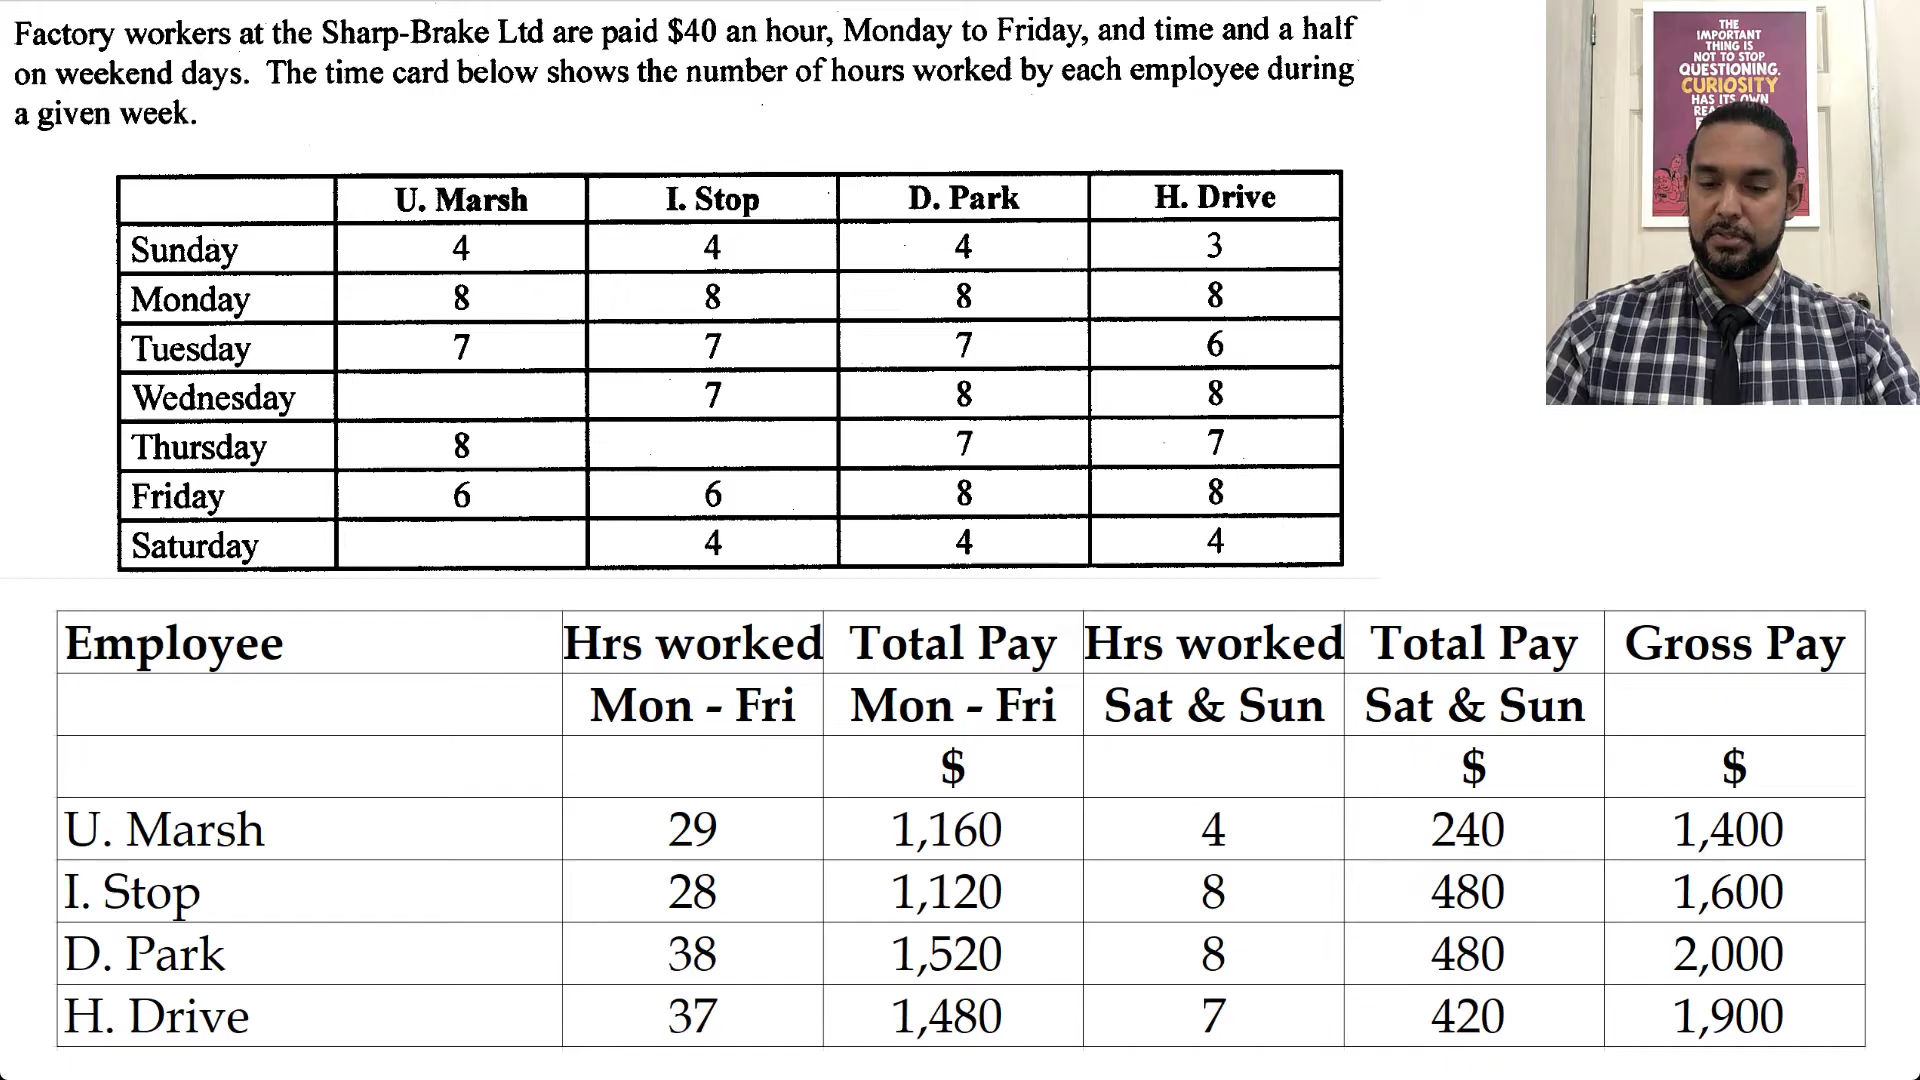 Factory workers at the Sharp-Brake Ltd are paid $40 an hour, Monday to Friday, and time and a half
on weekend days. The time card below shows the number of hours worked by each employee during
a given week.
U. Marsh I. Stop D. Park H. Drive
Sunday 4 4 4 3
Monday 8 8 8 8
Tuesday 7 7 7 6
Wednesday 7 8 8
Thursday 8 7 7
Friday 6 6 8 8
Saturday 4 4 4
Employee Hrs worked Total Pay Hrs worked Total Pay Gross Pay
Mon - Fri Mon - Fri Sat & Sun Sat & Sun
$ $ $
U. Marsh 29 1,160 4 240 1,400
I. Stop 28 1,120 8 480 1,600
D. Park 38 1,520 8 480 2,000
H. Drive 37 1,480 7 420 1,900
THE
IMPORTANT
THING IS
NOT TO STOP
QUESTIONING.
CURIOSITY
HAS ITS OWN